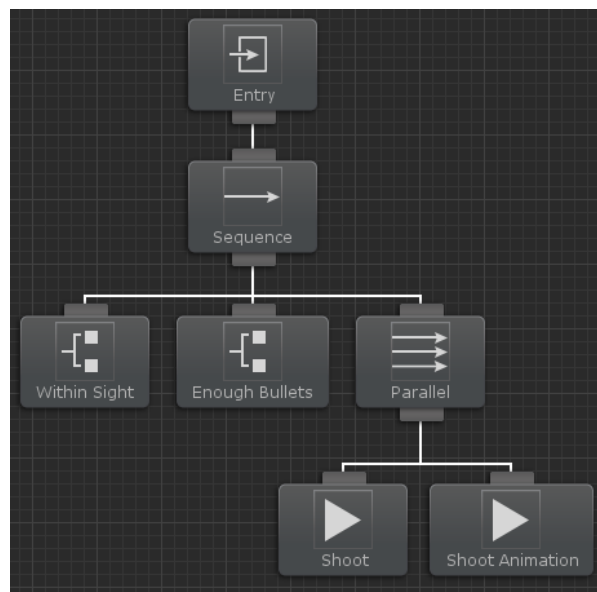 Entry
Sequence
Within Sight
Enough Bullets
Parallel
Shoot
Shoot Animation